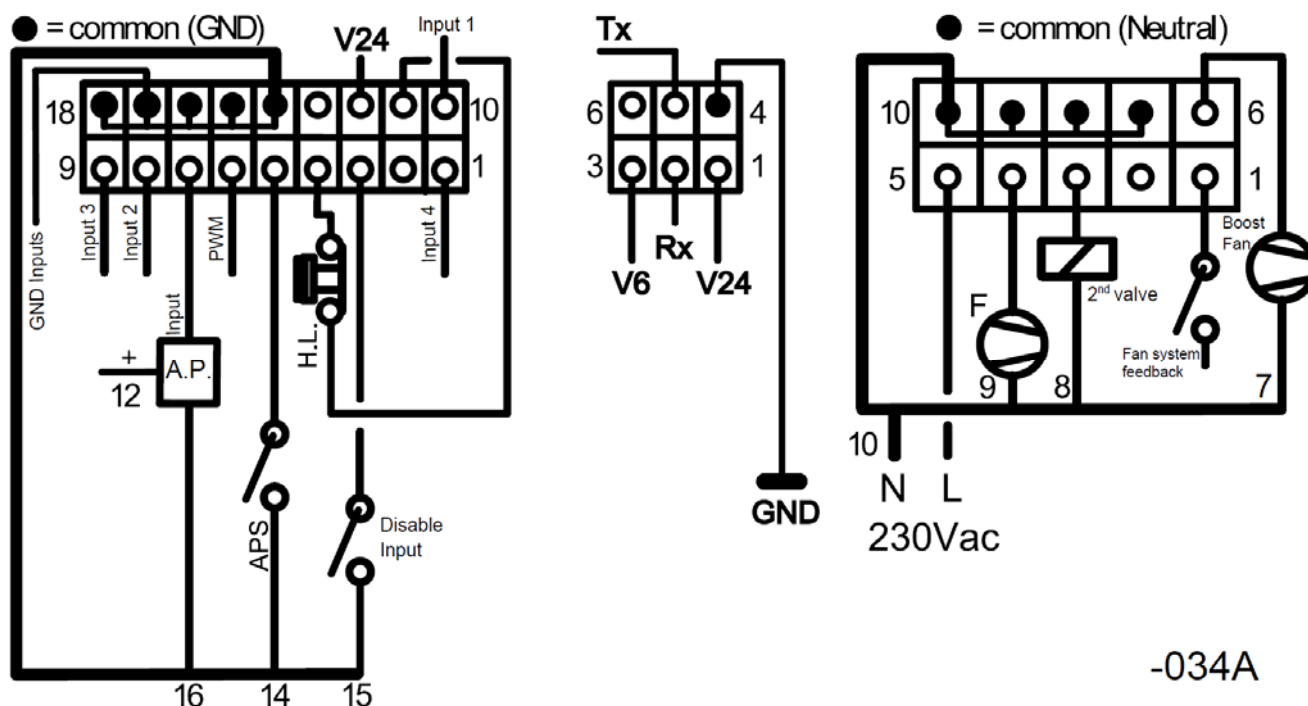 = common (GND)
V24
Input 1
18
10
9
1
GND Inputs
Input 3
Input 2
Input
PWM
H.L.
Input 4
+
12
A.P.
APS
Disable
Input
16
14
15
Tx
6
4
3
1
V6
Rx
V24
GND
= common (Neutral)
10
6
5
1
Boost
Fan
2nd valve
F
Fan system
feedback
9
8
7
10
N
L
230Vac
-034A